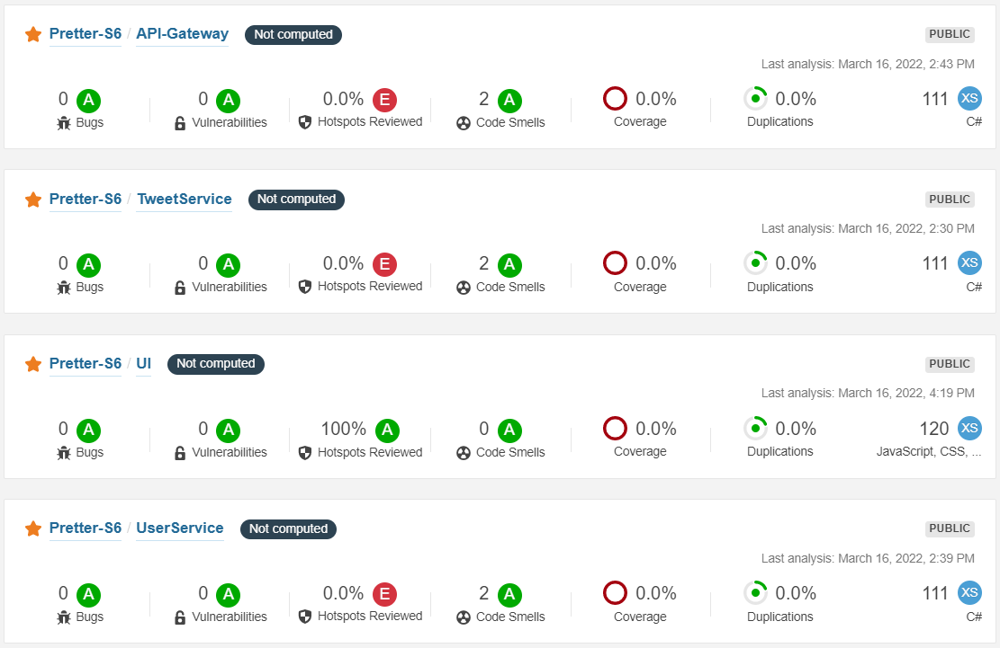 Pretter-S6 / API-Gateway Not computed PUBLIC
Last analysis: March 16, 2022, 2:43 PM
0 A 0 A 0.0% E 2 A 0.0% 0.0% 111 XS
Bugs Vulnerabilities Hotspots Reviewed Code Smells Coverage Duplications C#
Pretter-S6 / TweetService Not computed PUBLIC
Last analysis: March 16, 2022, 2:30 PM
0 A 0 A 0.0% E 2 A 0.0% 0.0% 111 XS
Bugs Vulnerabilities Hotspots Reviewed Code Smells Coverage Duplications C#
Pretter-S6 / UI Not computed PUBLIC
Last analysis: March 16, 2022, 4:19 PM
0 A 0 A 100% A 0 A 0.0% 0.0% 120 XS
Bugs Vulnerabilities Hotspots Reviewed Code Smells Coverage Duplications JavaScript, CSS, ...
Pretter-S6 / UserService Not computed PUBLIC
Last analysis: March 16, 2022, 2:39 PM
0 A 0 A 0.0% E 2 A 0.0% 0.0% 111 XS
Bugs Vulnerabilities Hotspots Reviewed Code Smells Coverage Duplications C#